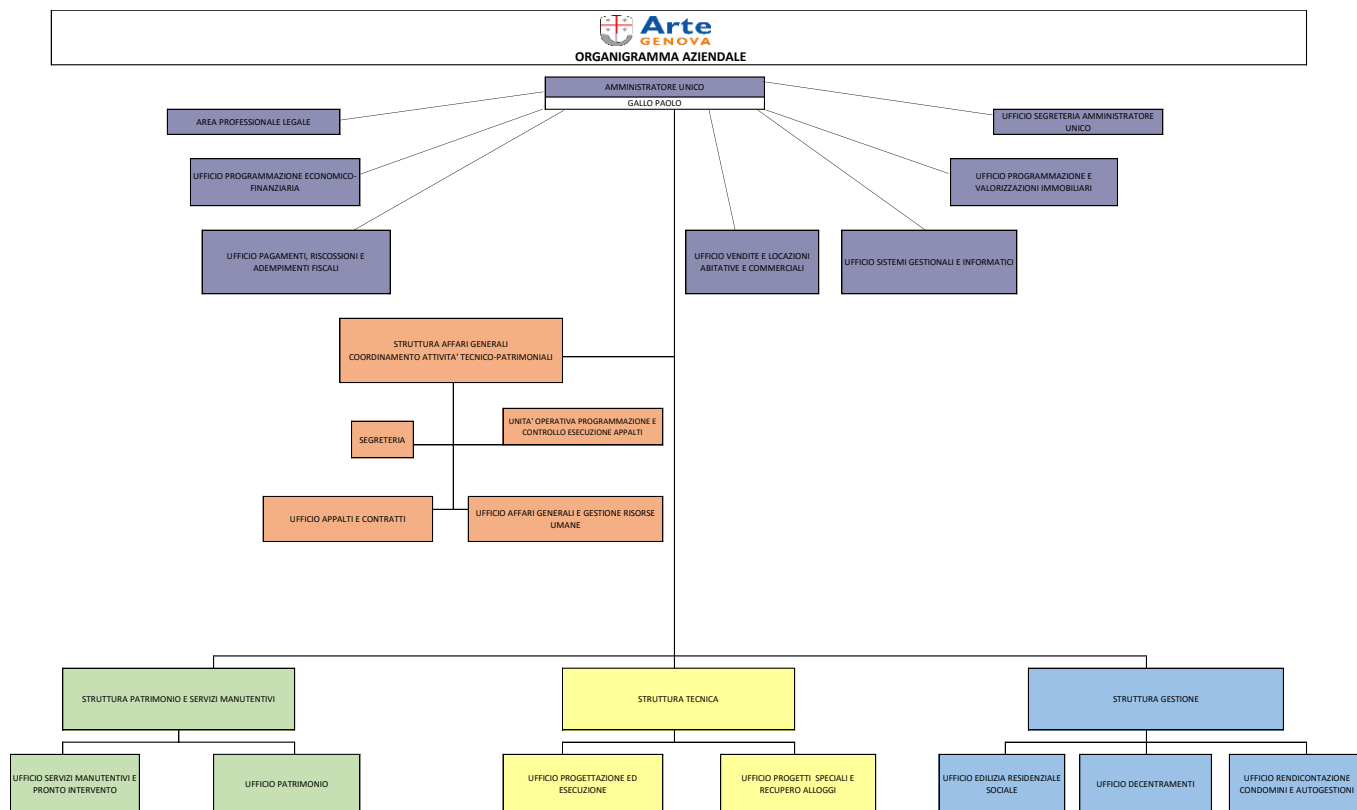 Arte
GENOVA
ORGANIGRAMMA AZIENDALE
AMMINISTRATORE UNICO
GALLO PAOLO
AREA PROFESSIONALE LEGALE
UFFICIO SEGRETERIA AMMINISTRATORE
UNICO
UFFICIO PROGRAMMAZIONE ECONOMICO-
FINANZIARIA
UFFICIO PROGRAMMAZIONE E
VALORIZZAZIONI IMMOBILIARI
UFFICIO PAGAMENTI, RISCOSSIONI E
ADEMPIMENTI FISCALI
UFFICIO VENDITE E LOCAZIONI
ABITATIVE E COMMERCIALI
UFFICIO SISTEMI GESTIONALI E INFORMATICI
STRUTTURA AFFARI GENERALI
COORDINAMENTO ATTIVITA' TECNICO-PATRIMONIALI
SEGRETERIA
UNITA' OPERATIVA PROGRAMMAZIONE E
CONTROLLO ESECUZIONE APPALTI
UFFICIO APPALTI E CONTRATTI
UFFICIO AFFARI GENERALI E GESTIONE RISORSE
UMANE
STRUTTURA PATRIMONIO E SERVIZI MANUTENTIVI
STRUTTURA TECNICA
STRUTTURA GESTIONE
UFFICIO SERVIZI MANUTENTIVI E
PRONTO INTERVENTO
UFFICIO PATRIMONIO
UFFICIO PROGETTAZIONE ED
ESECUZIONE
UFFICIO PROGETTI SPECIALI E
RECUPERO ALLOGGI
UFFICIO EDILIZIA RESIDENZIALE
SOCIALE
UFFICIO DECENTRAMENTI
UFFICIO RENDICONTAZIONE
CONDOMINI E AUTOGESTIONI